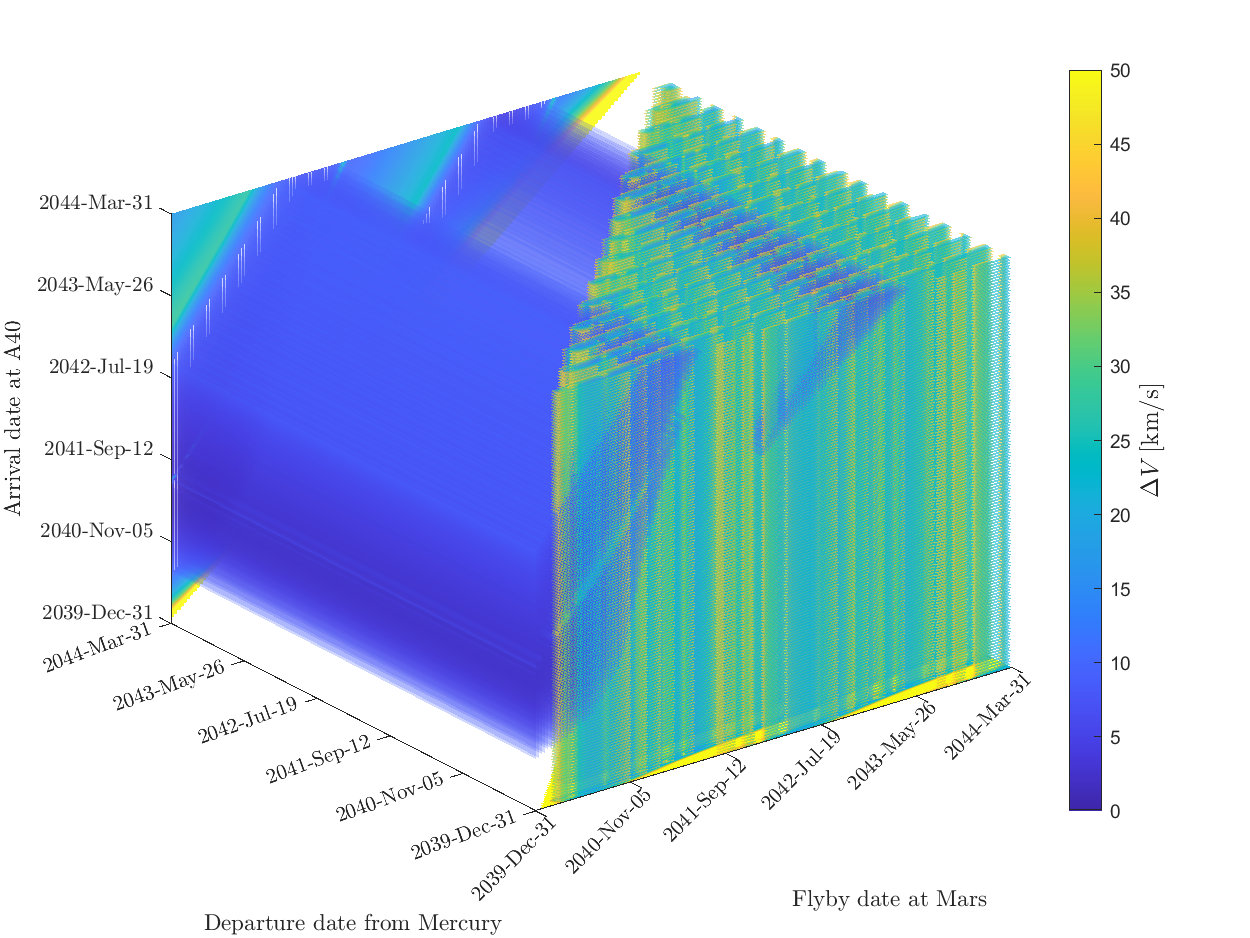 50
45
40
35
30
25
20
15
10
5
0
ΔV [km/s]
2044-Mar-31
2043-May-26
2042-Jul-19
2041-Sep-12
2040-Nov-05
2039-Dec-31
Arrival date at A40
2044-Mar-31
2043-May-26
2042-Jul-19
2041-Sep-12
2040-Nov-05
2039-Dec-31
Departure date from Mercury
2039-Dec-31
2040-Nov-05
2041-Sep-12
2042-Jul-19
2043-May-26
2044-Mar-31
Flyby date at Mars